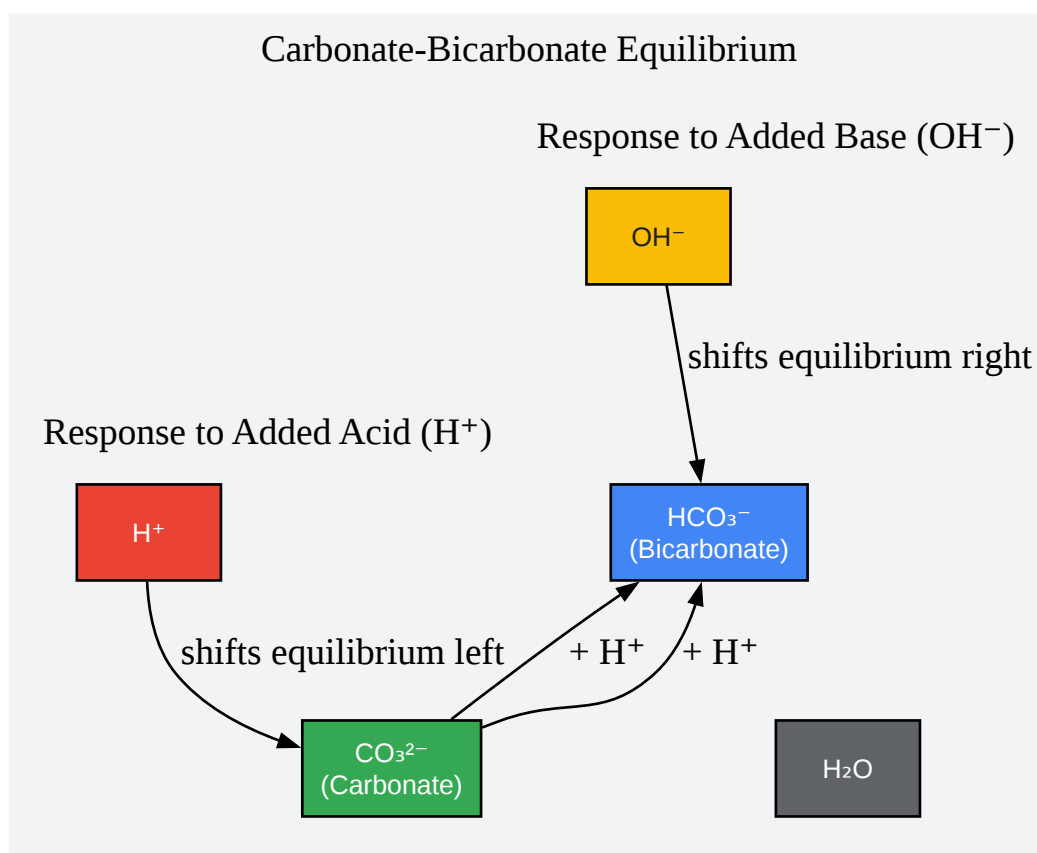 Carbonate-Bicarbonate Equilibrium
Response to Added Base (OH⁻)
OH⁻
shifts equilibrium right
Response to Added Acid (H⁺)
H⁺
HCO₃⁻
(Bicarbonate)
shifts equilibrium left
+ H⁺
+ H⁺
CO₃²⁻
(Carbonate)
H₂O